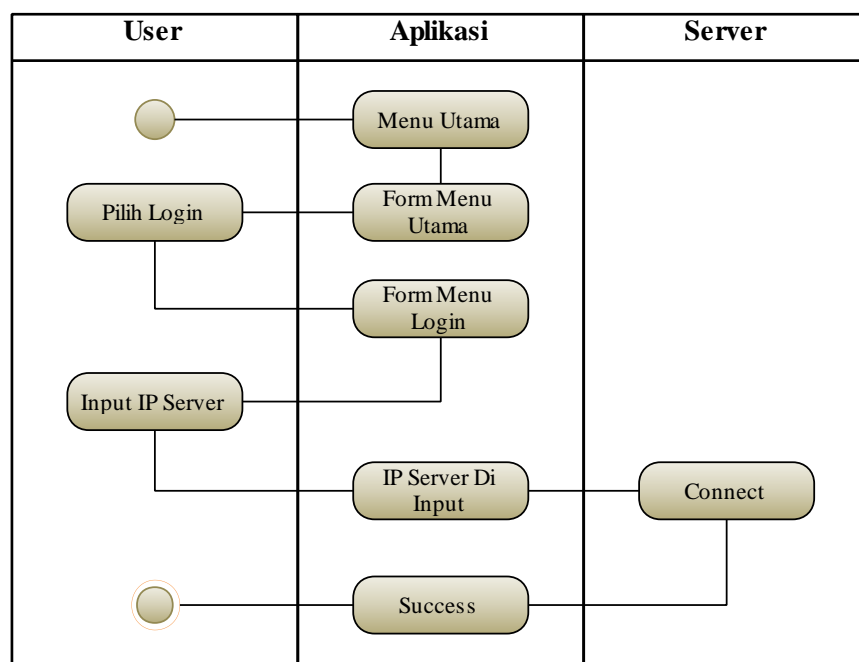 User
Aplikasi
Server
Menu Utama
Pilih Login
Form Menu
Utama
Form Menu
Login
Input IP Server
IP Server Di
Input
Connect
Success